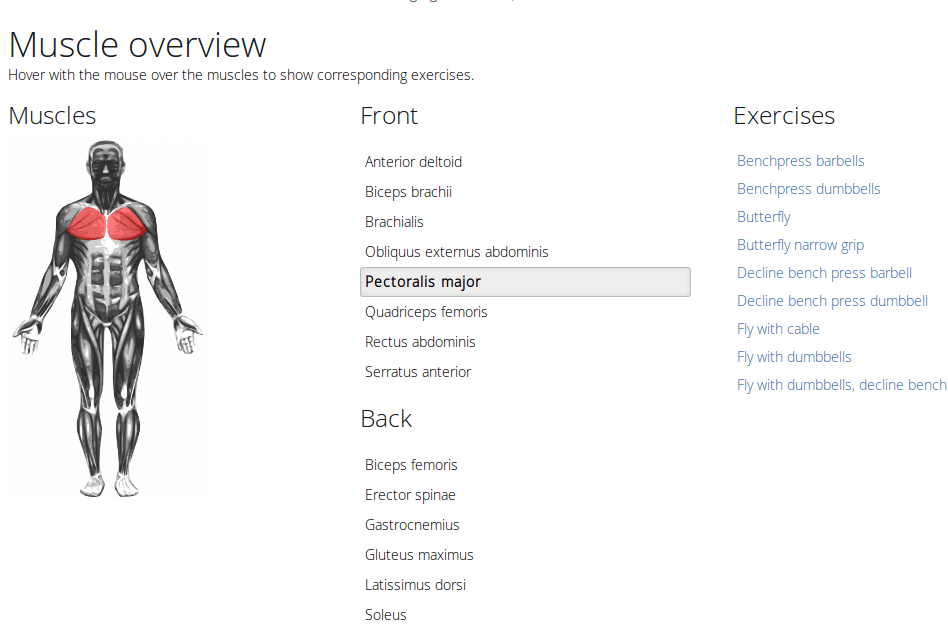 Muscle overview
Hover with the mouse over the muscles to show corresponding exercises.
Muscles
Front
Anterior deltoid
Biceps brachii
Brachialis
Obliquus externus abdominis
Pectoralis major
Quadriceps femoris
Rectus abdominis
Serratus anterior
Back
Biceps femoris
Erector spinae
Gastrocnemius
Gluteus maximus
Latissimus dorsi
Soleus
Exercises
Benchpress barbells
Benchpress dumbbells
Butterfly
Butterfly narrow grip
Decline bench press barbell
Decline bench press dumbbell
Fly with cable
Fly with dumbbells
Fly with dumbbells, decline bench